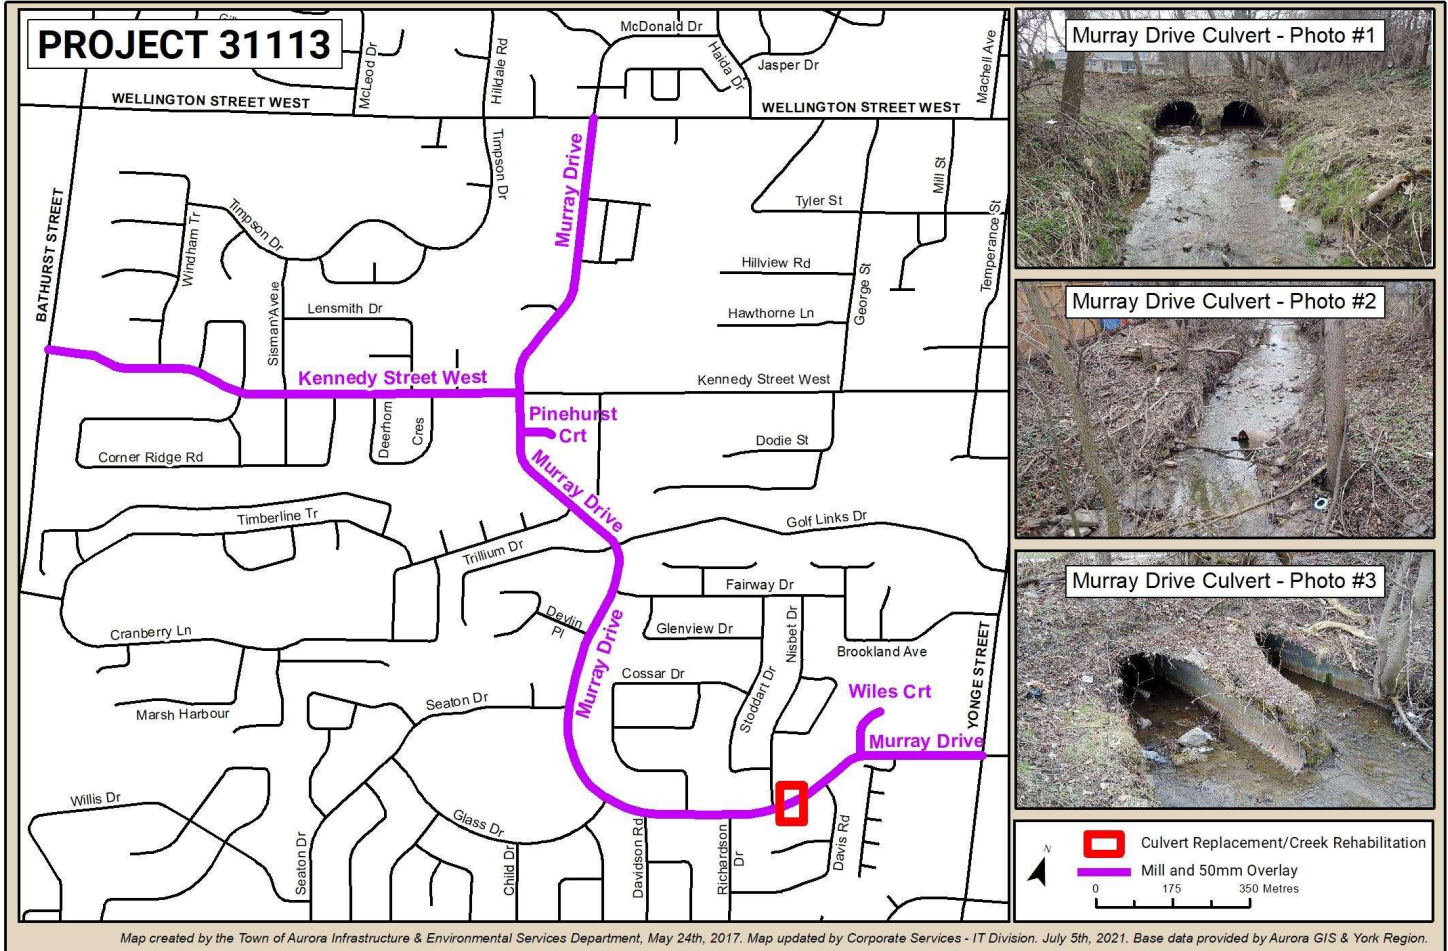 PROJECT 31113
McLeod Dr
Hilldale Rd
McDonald Dr
Haida Dr
Jasper Dr
Machell Ave
WELLINGTON STREET WEST
WELLINGTON STREET WEST
BATHURST STREET
Timpson Dr
Murray Drive
Mill St
Tyler St
Temperance St
Windham Tr
Timpson Dr
Hillview Rd
George St
Sisman Ave
Lensmith Dr
Hawthorne Ln
Kennedy Street West
Kennedy Street West
Pinehurst
Crt
Deerhorn
Cres
Dodie St
Corner Ridge Rd
Murray Drive
Timberline Tr
Golf Links Dr
Trillium Dr
Fairway Dr
Devlin
Pl
Cranberry Ln
Murray Drive
Glenview Dr
Nisbet Dr
Brookland Ave
YONGE STREET
Cossar Dr
Stoddart Dr
Wiles Crt
Seaton Dr
Marsh Harbour
Murray Drive
Willis Dr
Glass Dr
Seaton Dr
Child Dr
Davidson Rd
Richardson
Dr
Davis Rd
Murray Drive Culvert - Photo #1
Murray Drive Culvert - Photo #2
Murray Drive Culvert - Photo #3
N
Culvert Replacement/Creek Rehabilitation
Mill and 50mm Overlay
0 175 350 Metres
Map created by the Town of Aurora Infrastructure & Environmental Services Department, May 24th, 2017. Map updated by Corporate Services - IT Division. July 5th, 2021. Base data provided by Aurora GIS & York Region.